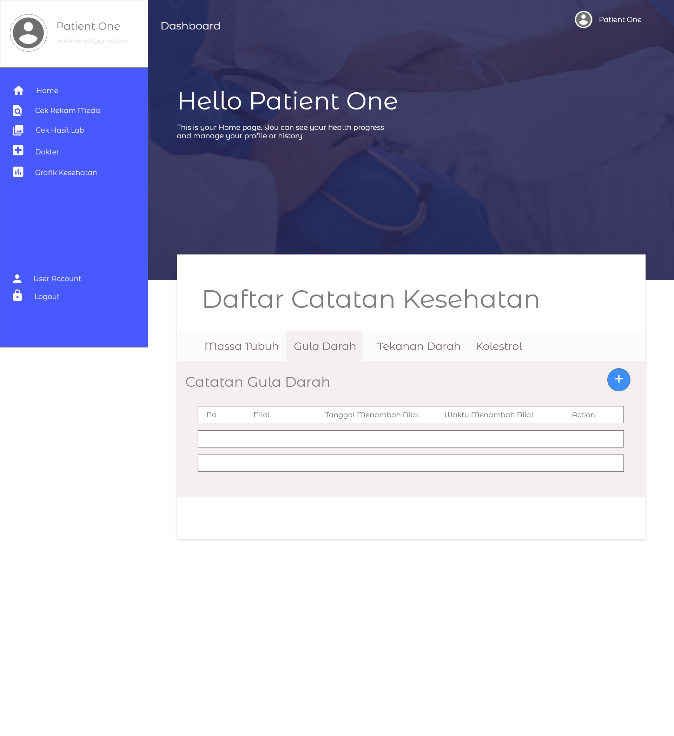 Patient One
Home
Cek Rekam Medis
Cek Hasil Lab
Dokter
Grafik Kesehatan
User Account
Logout
Dashboard
Patient One
Hello Patient One
This is your Home page. You can see your health progress
and manage your profile or history
Daftar Catatan Kesehatan
Massa Tubuh Gula Darah Tekanan Darah Kolestrol
Catatan Gula Darah
+
No Nilai Tanggal Menambah Nilai Waktu Menambah Nilai Action